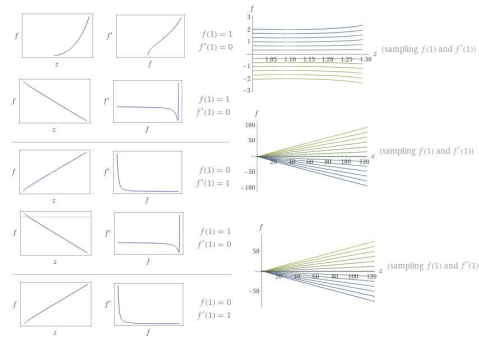 f
z
f′
f
f(1) = 1
f′(1) = 0
f
3
2
1
−1
−2
−3
1.05 1.10 1.15 1.20 1.25 1.30
z
(sampling f(1) and f′(1))
f
z
f′
f
f(1) = 1
f′(1) = 0
f
100
50
−50
−100
20 40 60 80 100 120
z
(sampling f(1) and f′(1))
f
z
f′
f
f(1) = 0
f′(1) = 1
f
z
f′
f
f(1) = 1
f′(1) = 0
f
50
−50
20 40 60 80 100 120
z
(sampling f(1) and f′(1)
f
z
f′
f
f(1) = 0
f′(1) = 1